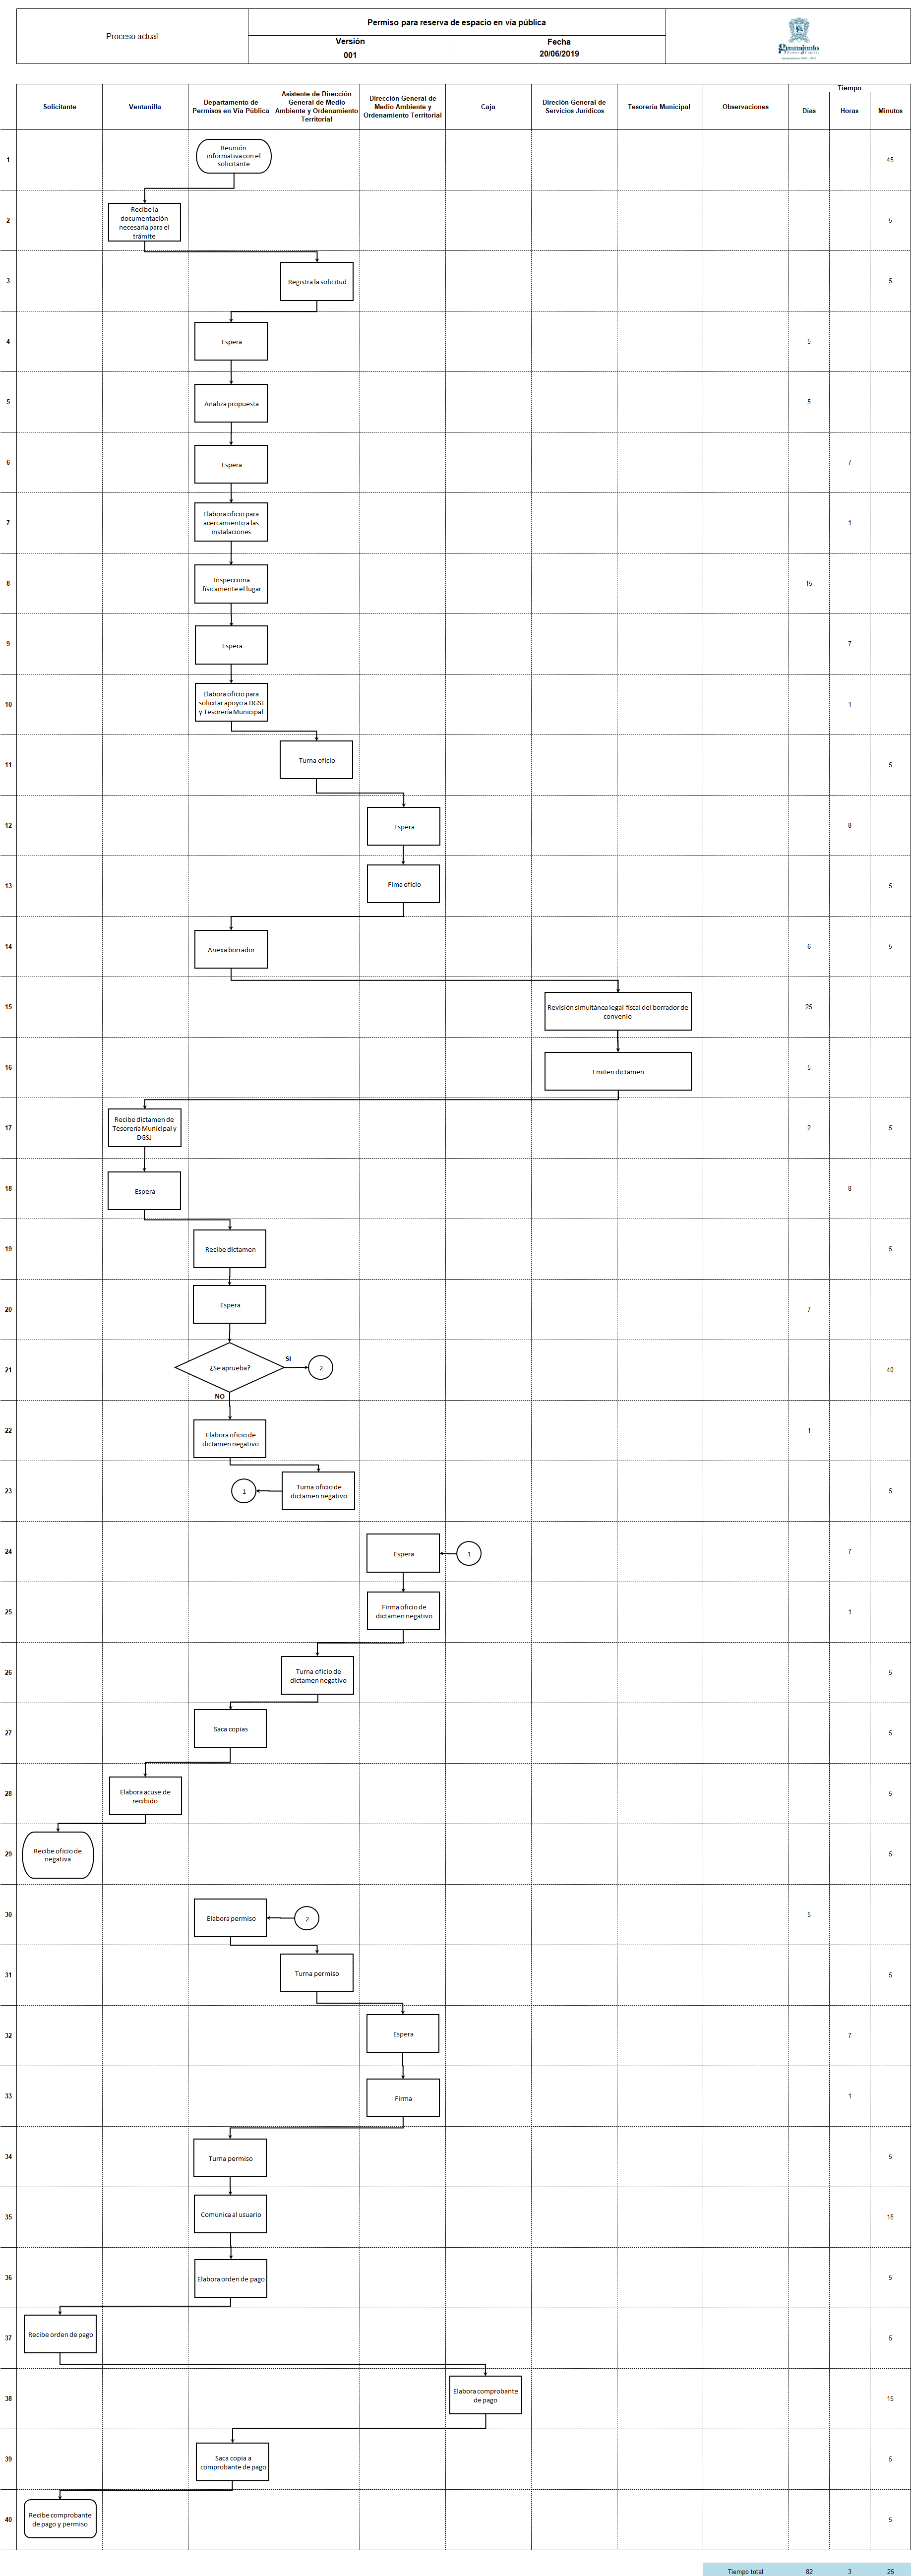 Proceso actual
Permiso para reserva de espacio en vía pública
Versión
001
Fecha
20/06/2019
Guanajuato
Solicitante
Ventanilla
Departamento de
Permisos en Vía Pública
Asistente de Dirección
General de Medio
Ambiente y Ordenamiento
Territorial
Dirección General de
Medio Ambiente y
Ordenamiento Territorial
Caja
Direción General de
Servicios Jurídicos
Tesorería Municipal
Observaciones
Tiempo
Días
Horas
Minutos
1
Reunión
informativa con el
solicitante
45
2
Recibe la
documentación
necesaria para el
trámite
5
3
Registra la solicitud
5
4
Espera
5
5
Analiza propuesta
5
6
Espera
7
7
Elabora oficio para
acercamiento a las
instalaciones
1
8
Inspecciona
físicamente el lugar
15
9
Espera
7
10
Elabora oficio para
solicitar apoyo a DGSJ
y Tesorería Municipal
1
11
Turna oficio
5
12
Espera
8
13
Fima oficio
5
14
Anexa borrador
6
5
15
Revisión simultánea legal-fiscal del borrador de
convenio
25
16
Emiten dictamen
5
17
Recibe dictamen de
Tesorería Municipal y
DGSJ
2
5
18
Espera
8
19
Recibe dictamen
5
20
Espera
7
21
¿Se aprueba?
SI
2
40
NO
22
Elabora oficio de
dictamen negativo
1
23
1
Turna oficio de
dictamen negativo
5
24
Espera
1
7
25
Firma oficio de
dictamen negativo
1
26
Turna oficio de
dictamen negativo
5
27
Saca copias
5
28
Elabora acuse de
recibido
5
29
Recibe oficio de
negativa
5
30
Elabora permiso
2
5
31
Turna permiso
5
32
Espera
7
33
Firma
1
34
Turna permiso
5
35
Comunica al usuario
15
36
Elabora orden de pago
5
37
Recibe orden de pago
5
38
Elabora comprobante
de pago
15
39
Saca copia a
comprobante de pago
5
40
Recibe comprobante
de pago y permiso
5
Tiempo total
82
3
25